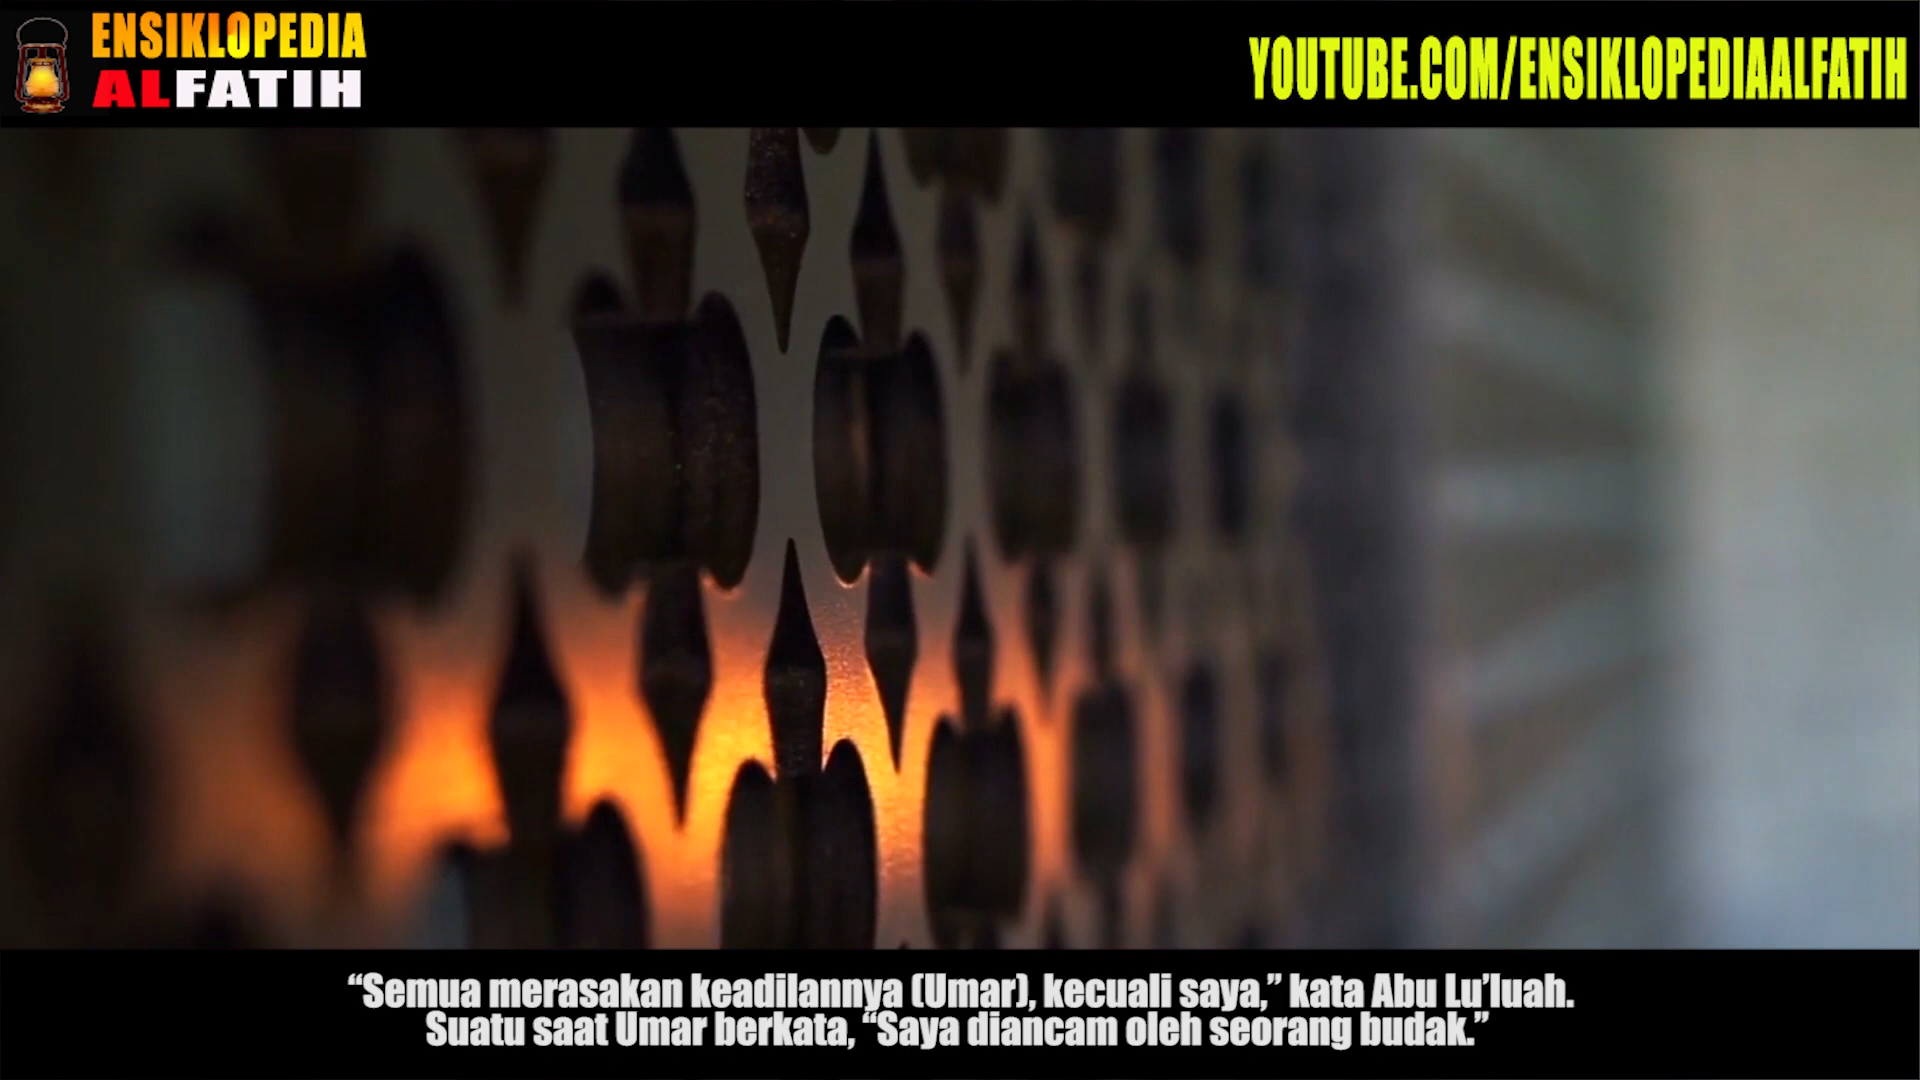 ENSIKLOPEDIA
ALFATIH
YOUTUBE.COM/ENSIKLOPEDIAALFATIH
“Semua merasakan keadilannya (Umar), kecuali saya,” kata Abu Lu’luah.
Suatu saat Umar berkata, “Saya diancam oleh seorang budak.”